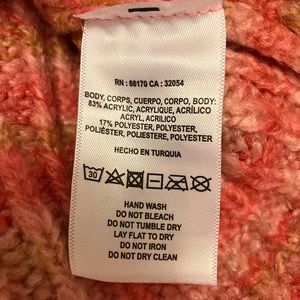 RN : 66170 CA : 32054
BODY, CORPS, CUERPO, CORPO, BODY:
83% ACRYLIC, ACRYLIQUE, ACRÍLICO
ACRYL, ACRILICO
17% POLYESTER, POLYESTER,
POLIÉSTER, POLIESTERE, POLYESTER
HECHO EN TURQUIA
30
HAND WASH
DO NOT BLEACH
DO NOT TUMBLE DRY
LAY FLAT TO DRY
DO NOT IRON
DO NOT DRY CLEAN